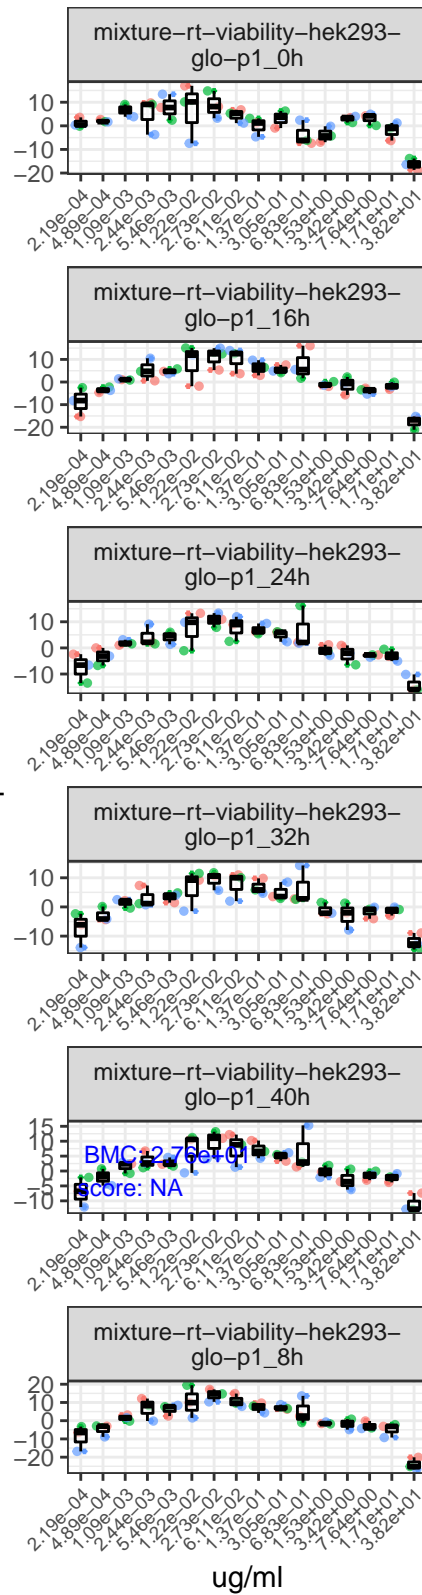 mixture−rt−viability−hek293−
glo−p1_0h
10
0
−10
−20
2.19e−04
4.89e−04
1.09e−03
2.44e−03
5.46e−03
1.22e−02
2.73e−02
6.11e−02
1.37e−01
3.05e−01
6.83e−01
1.53e+00
3.42e+00
7.64e+00
1.71e+01
3.82e+01
mixture−rt−viability−hek293−
glo−p1_16h
10
0
−10
−20
2.19e−04
4.89e−04
1.09e−03
2.44e−03
5.46e−03
1.22e−02
2.73e−02
6.11e−02
1.37e−01
3.05e−01
6.83e−01
1.53e+00
3.42e+00
7.64e+00
1.71e+01
3.82e+01
mixture−rt−viability−hek293−
glo−p1_24h
10
0
−10
2.19e−04
4.89e−04
1.09e−03
2.44e−03
5.46e−03
1.22e−02
2.73e−02
6.11e−02
1.37e−01
3.05e−01
6.83e−01
1.53e+00
3.42e+00
7.64e+00
1.71e+01
3.82e+01
mixture−rt−viability−hek293−
glo−p1_32h
10
0
−10
2.19e−04
4.89e−04
1.09e−03
2.44e−03
5.46e−03
1.22e−02
2.73e−02
6.11e−02
1.37e−01
3.05e−01
6.83e−01
1.53e+00
3.42e+00
7.64e+00
1.71e+01
3.82e+01
mixture−rt−viability−hek293−
glo−p1_40h
15
10
5
0
−5
−10
BMC: 2.76e+01
score: NA
2.19e−04
4.89e−04
1.09e−03
2.44e−03
5.46e−03
1.22e−02
2.73e−02
6.11e−02
1.37e−01
3.05e−01
6.83e−01
1.53e+00
3.42e+00
7.64e+00
1.71e+01
3.82e+01
mixture−rt−viability−hek293−
glo−p1_8h
20
10
0
−10
−20
2.19e−04
4.89e−04
1.09e−03
2.44e−03
5.46e−03
1.22e−02
2.73e−02
6.11e−02
1.37e−01
3.05e−01
6.83e−01
1.53e+00
3.42e+00
7.64e+00
1.71e+01
3.82e+01
ug/ml